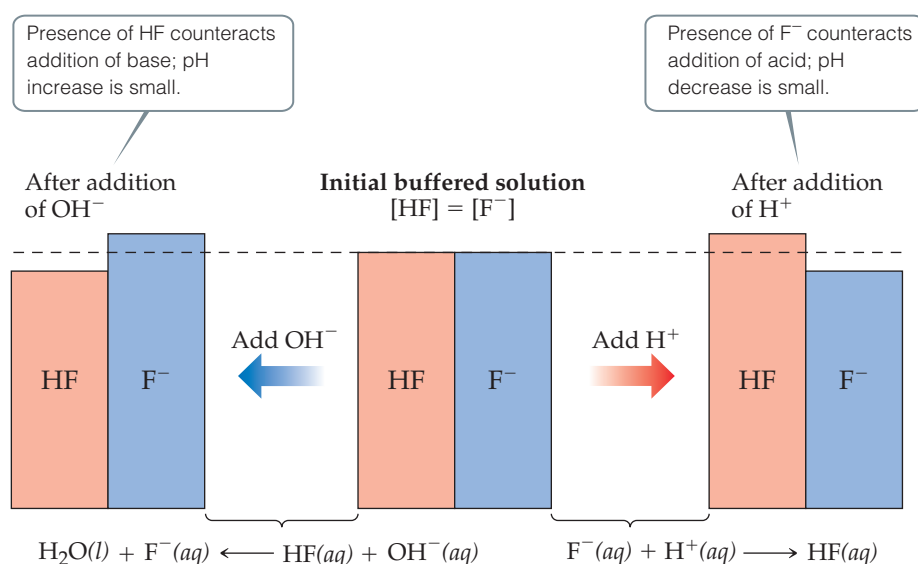 Presence of HF counteracts
addition of base; pH
increase is small.
Presence of F⁻ counteracts
addition of acid; pH
decrease is small.
After addition
of OH⁻
Initial buffered solution
[HF] = [F⁻]
After addition
of H⁺
HF
F⁻
Add OH⁻
HF
F⁻
Add H⁺
HF
F⁻
H₂O(l) + F⁻(aq) ← HF(aq) + OH⁻(aq)
F⁻(aq) + H⁺(aq) → HF(aq)